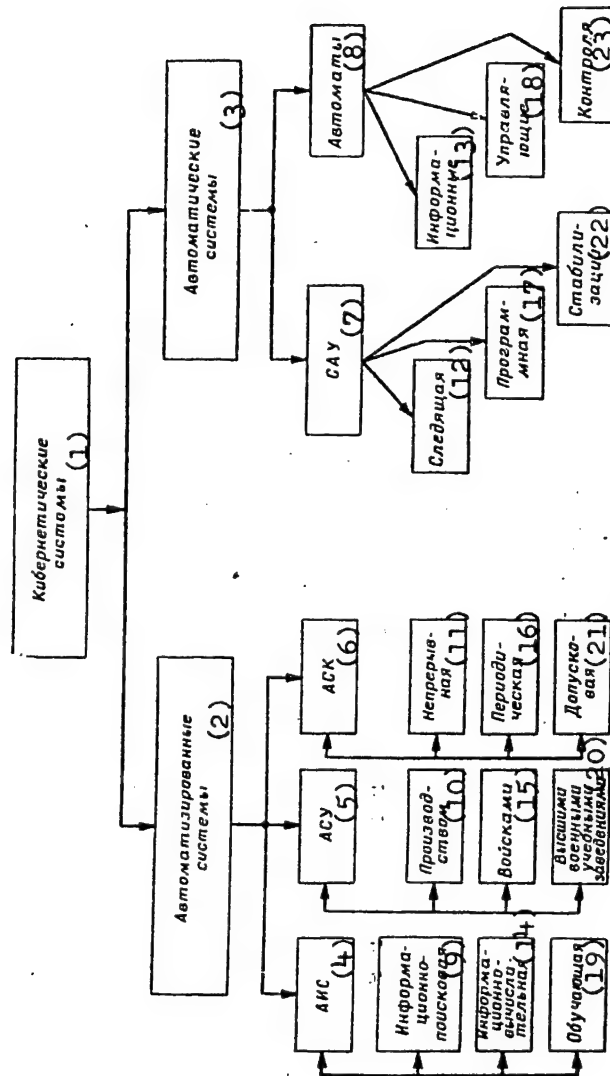 Кибернетические
систомы
(1)
Автоматизированные
системы
(2)
Автоматические
системы
(3)
АИС
(4)
АСУ
(5)
АСК
(6)
САУ
(7)
Автоматы
(8)
Информа-
ционно-
поисковая
(9)
Производ-
ством
(10)
Непрерыв-
ная
(11)
Следящая
(12)
Информа-
ционные
(13)
Информа-
ционно-
вычисли-
тельная
(14)
Войсками
(15)
Периоди-
ческая
(16)
Програм-
мная
(17)
Управля-
ющие
(18)
Обучающая
(19)
Высшими
военными
учебными
заведениями
(20)
Допуско-
вая
(21)
Стабили-
зации
(22)
Контроля
(23)